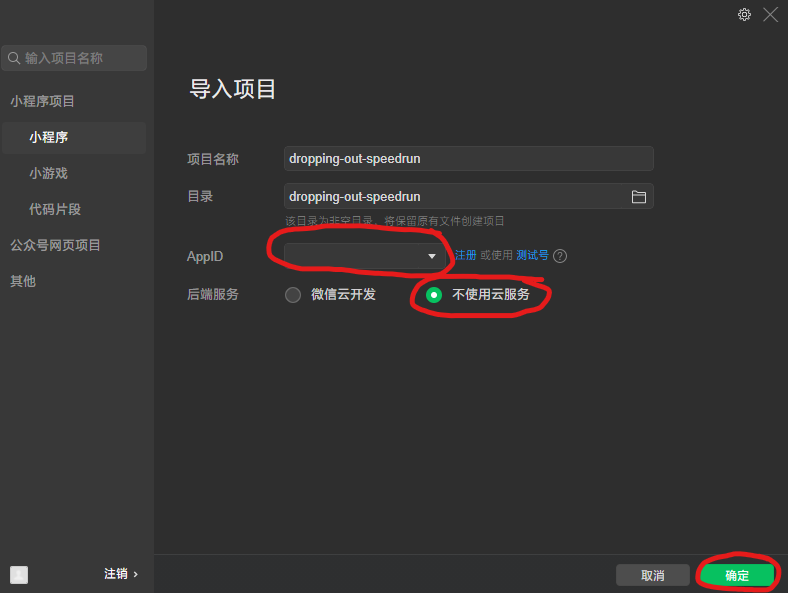 输入项目名称
小程序项目
小程序
小游戏
代码片段
公众号网页项目
其他
注销 ›
导入项目
项目名称 dropping-out-speedrun
目录 dropping-out-speedrun
该目录为非空目录，将保留原有文件创建项目
AppID 注册 或使用 测试号 ?
后端服务 微信云开发 不使用云服务
取消 确定